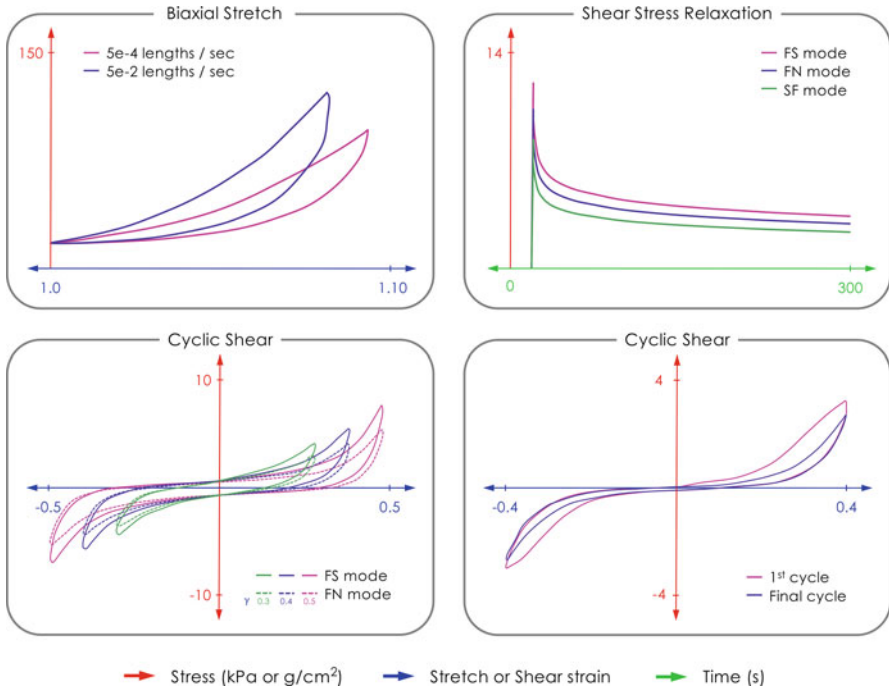 Biaxial Stretch
150
5e-4 lengths / sec
5e-2 lengths / sec
1.0
1.10
Shear Stress Relaxation
14
FS mode
FN mode
SF mode
0
300
Cyclic Shear
10
-0.5
0.5
FS mode
FN mode
γ 0.3 0.4 0.5
-10
Cyclic Shear
4
-0.4
0.4
1st cycle
Final cycle
-4
Stress (kPa or g/cm²)
Stretch or Shear strain
Time (s)